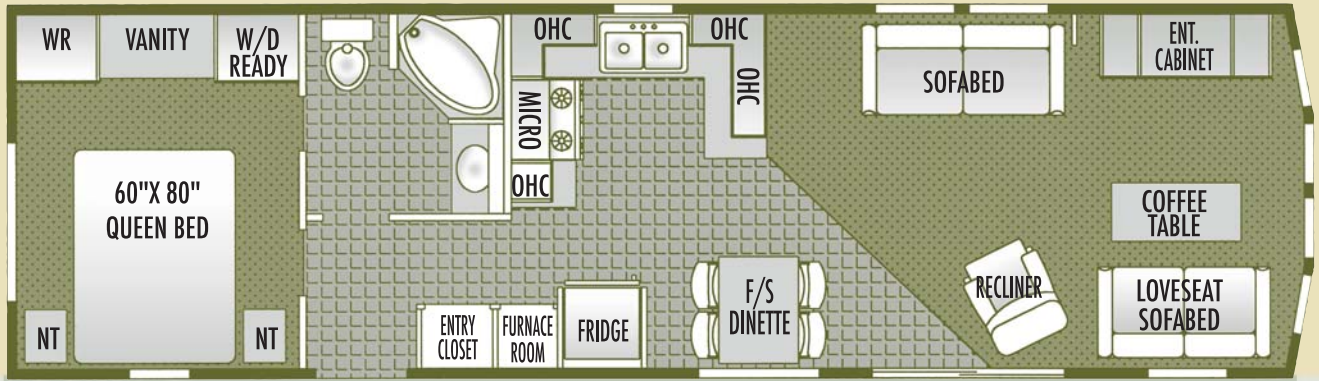 WR
VANITY
W/D
READY
OHC
OHC
ENT.
CABINET
SOFABED
OHC
MICRO
OHC
60"X 80"
QUEEN BED
COFFEE
TABLE
RECLINER
LOVESEAT
SOFABED
F/S
DINETTE
NT
NT
ENTRY
CLOSET
FURNACE
ROOM
FRIDGE